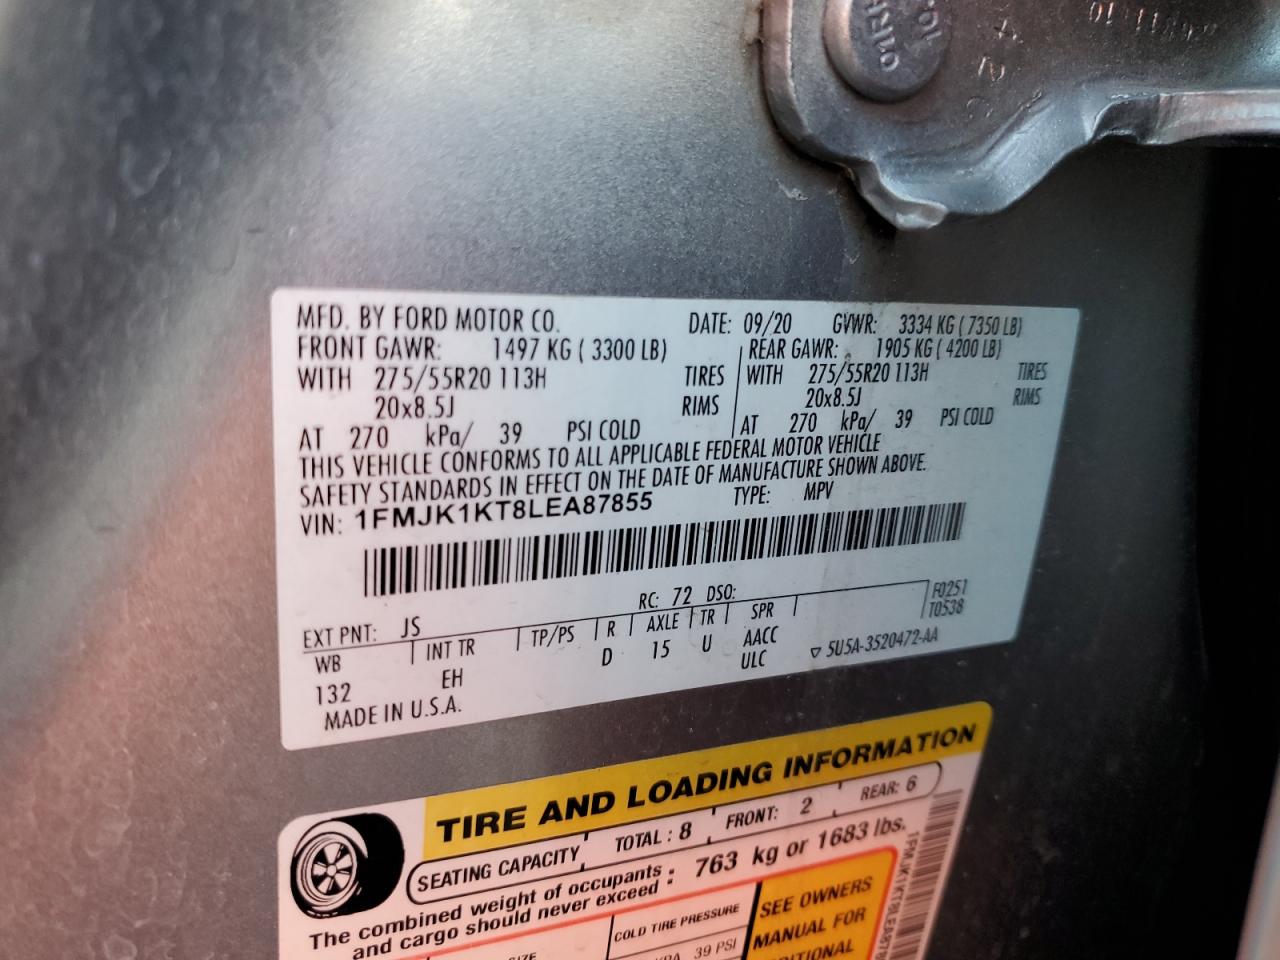 MFD. BY FORD MOTOR CO. DATE: 09/20 GVWR: 3334 KG ( 7350 LB)
FRONT GAWR: 1497 KG ( 3300 LB) REAR GAWR: 1905 KG ( 4200 LB)
WITH 275/55R20 113H TIRES WITH 275/55R20 113H TIRES
20x8.5J RIMS 20x8.5J RIMS
AT 270 kPa/ 39 PSI COLD AT 270 kPa/ 39 PSI COLD
THIS VEHICLE CONFORMS TO ALL APPLICABLE FEDERAL MOTOR VEHICLE
SAFETY STANDARDS IN EFFECT ON THE DATE OF MANUFACTURE SHOWN ABOVE.
VIN: 1FMJK1KT8LEA87855 TYPE: MPV
EXT PNT: JS RC: 72 DSO: F0251
WB INT TR TP/PS R AXLE TR SPR T0538
132 EH D 15 U AACC
ULC ▽ 5U5A-3520472-AA
MADE IN U.S.A.
TIRE AND LOADING INFORMATION
SEATING CAPACITY TOTAL : 8 FRONT: 2 REAR: 6
The combined weight of occupants
and cargo should never exceed : 763 kg or 1683 lbs.
COLD TIRE PRESSURE
39 PSI
SEE OWNERS
MANUAL FOR